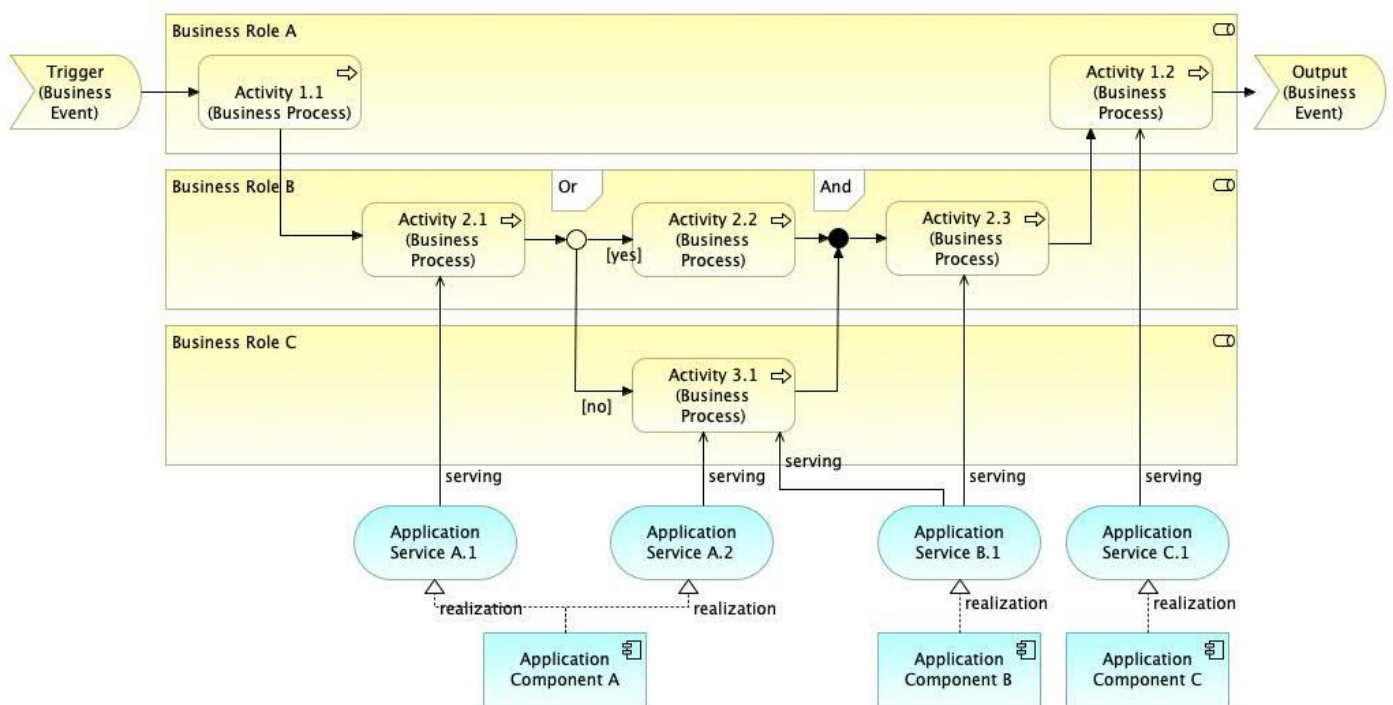 Business Role A
Trigger
(Business
Event)
Activity 1.1
(Business Process)
Activity 1.2
(Business
Process)
Output
(Business
Event)
Business Role B
Or
And
Activity 2.1
(Business
Process)
[yes]
Activity 2.2
(Business
Process)
Activity 2.3
(Business
Process)
Business Role C
[no]
Activity 3.1
(Business
Process)
serving
serving
serving
serving
serving
Application
Service A.1
Application
Service A.2
Application
Service B.1
Application
Service C.1
realization
realization
realization
realization
Application
Component A
Application
Component B
Application
Component C